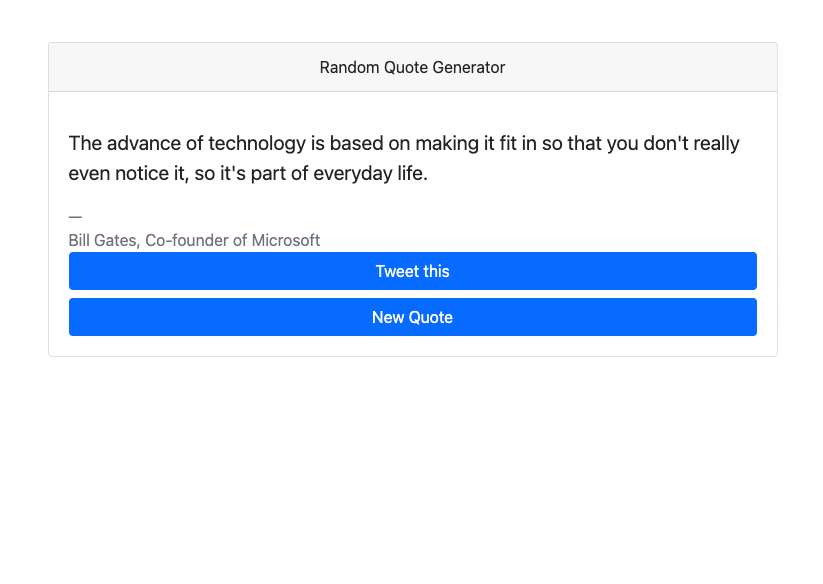 Random Quote Generator
The advance of technology is based on making it fit in so that you don't really
even notice it, so it's part of everyday life.
—
Bill Gates, Co-founder of Microsoft
Tweet this
New Quote